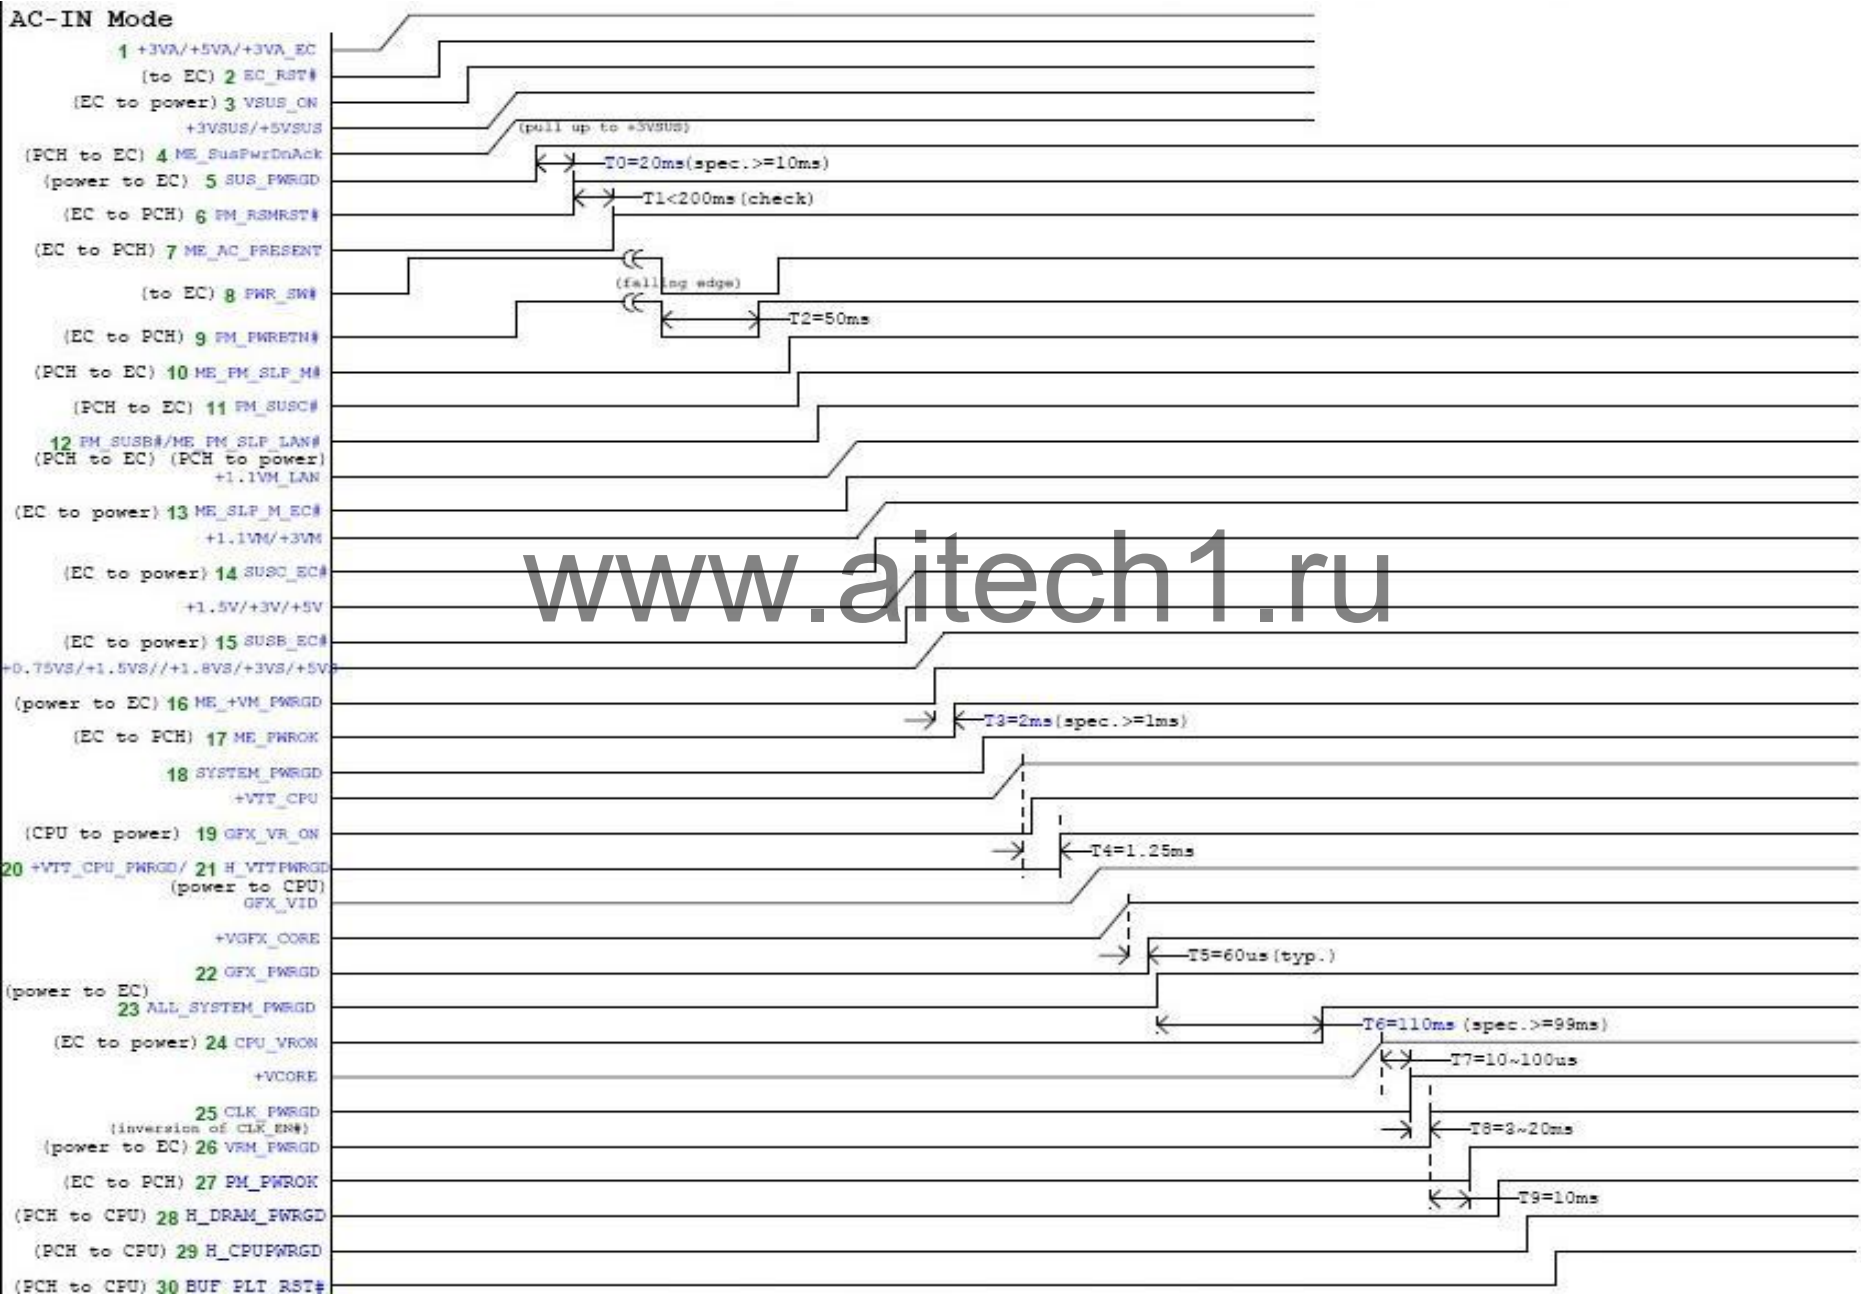 AC-IN Mode
1 +3VA/+5VA/+3VA_EC
(to EC) 2 EC_RST#
(EC to power) 3 VSUS_ON
+3VSUS/+5VSUS
(pull up to +3VSUS)
(PCH to EC) 4 ME_SusPwrDnAck
T0=20ms(spec.>=10ms)
(power to EC) 5 SUS_PWRGD
T1<200ms(check)
(EC to PCH) 6 PM_RSMRST#
(EC to PCH) 7 ME_AC_PRESENT
(falling edge)
(to EC) 8 PWR_SW#
T2=50ms
(EC to PCH) 9 PM_PWRBTN#
(PCH to EC) 10 ME_PM_SLP_M#
(PCH to EC) 11 PM_SUSC#
12 PM_SUSB#/ME_PM_SLP_LAN#
(PCH to EC) (PCH to power)
+1.1VM_LAN
(EC to power) 13 ME_SLP_M_EC#
+1.1VM/+3VM
(EC to power) 14 SUSC_EC#
www.aitech1.ru
+1.5V/+3V/+5V
(EC to power) 15 SUSB_EC#
+0.75VS/+1.5VS//+1.8VS/+3VS/+5VS
(power to EC) 16 ME_+VM_PWRGD
T3=2ms(spec.>=1ms)
(EC to PCH) 17 ME_PWROK
18 SYSTEM_PWRGD
+VTT_CPU
(CPU to power) 19 GFX_VR_ON
T4=1.25ms
20 +VTT_CPU_PWRGD/ 21 H_VTTPWRGD
(power to CPU)
GFX_VID
+VGFX_CORE
T5=60us(typ.)
22 GFX_PWRGD
(power to EC)
23 ALL_SYSTEM_PWRGD
T6=110ms (spec.>=99ms)
(EC to power) 24 CPU_VRON
T7=10~100us
+VCORE
25 CLK_PWRGD
(inversion of CLK_EN#)
T8=3~20ms
(power to EC) 26 VRM_PWRGD
(EC to PCH) 27 PM_PWROK
T9=10ms
(PCH to CPU) 28 H_DRAM_PWRGD
(PCH to CPU) 29 H_CPUPWRGD
(PCH to CPU) 30 BUF_PLT_RST#